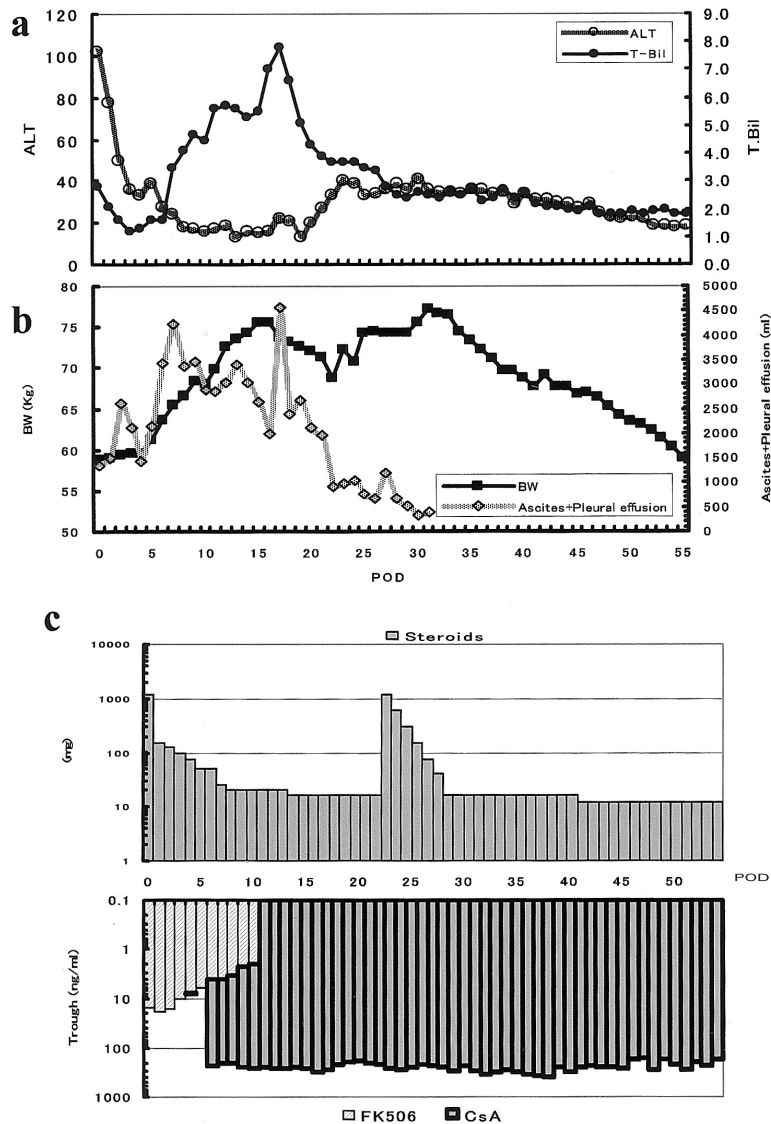 a
ALT
T-Bil
120
100
80
60
40
20
0
ALT
9.0
8.0
7.0
6.0
5.0
4.0
3.0
2.0
1.0
0.0
T.Bil
b
80
75
70
65
60
55
50
BW (Kg)
5000
4500
4000
3500
3000
2500
2000
1500
1000
500
0
Ascites+Pleural effusion (ml)
BW
Ascites+Pleural effusion
0 5 10 15 20 25 30 35 40 45 50 55
POD
c
Steroids
10000
1000
100
10
1
(mg)
0 5 10 15 20 25 30 35 40 45 50 POD
0.1
1
10
100
1000
Trough (ng/ml)
FK506 CsA